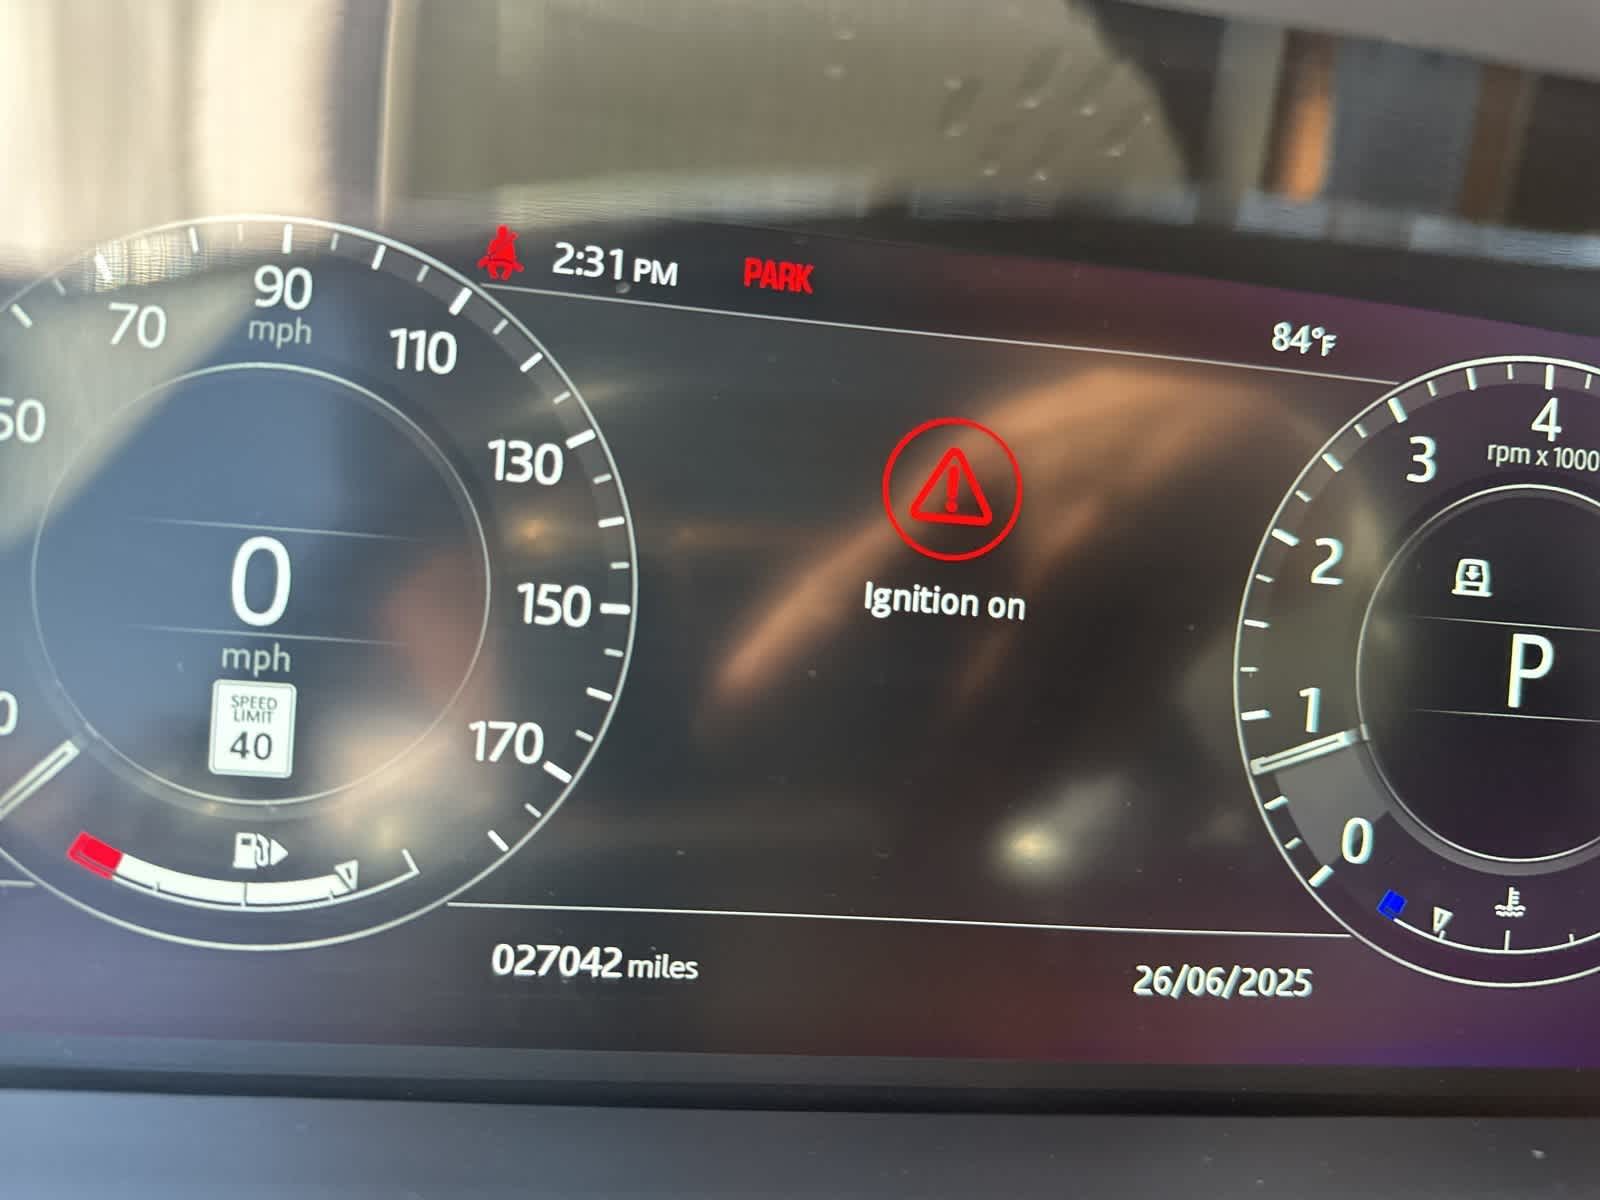 2:31 PM
PARK
84°F
50
70
90
mph
110
130
150
170
0
mph
SPEED
LIMIT
40
Ignition on
4
rpm x 1000
3
2
1
0
P
027042 miles
26/06/2025